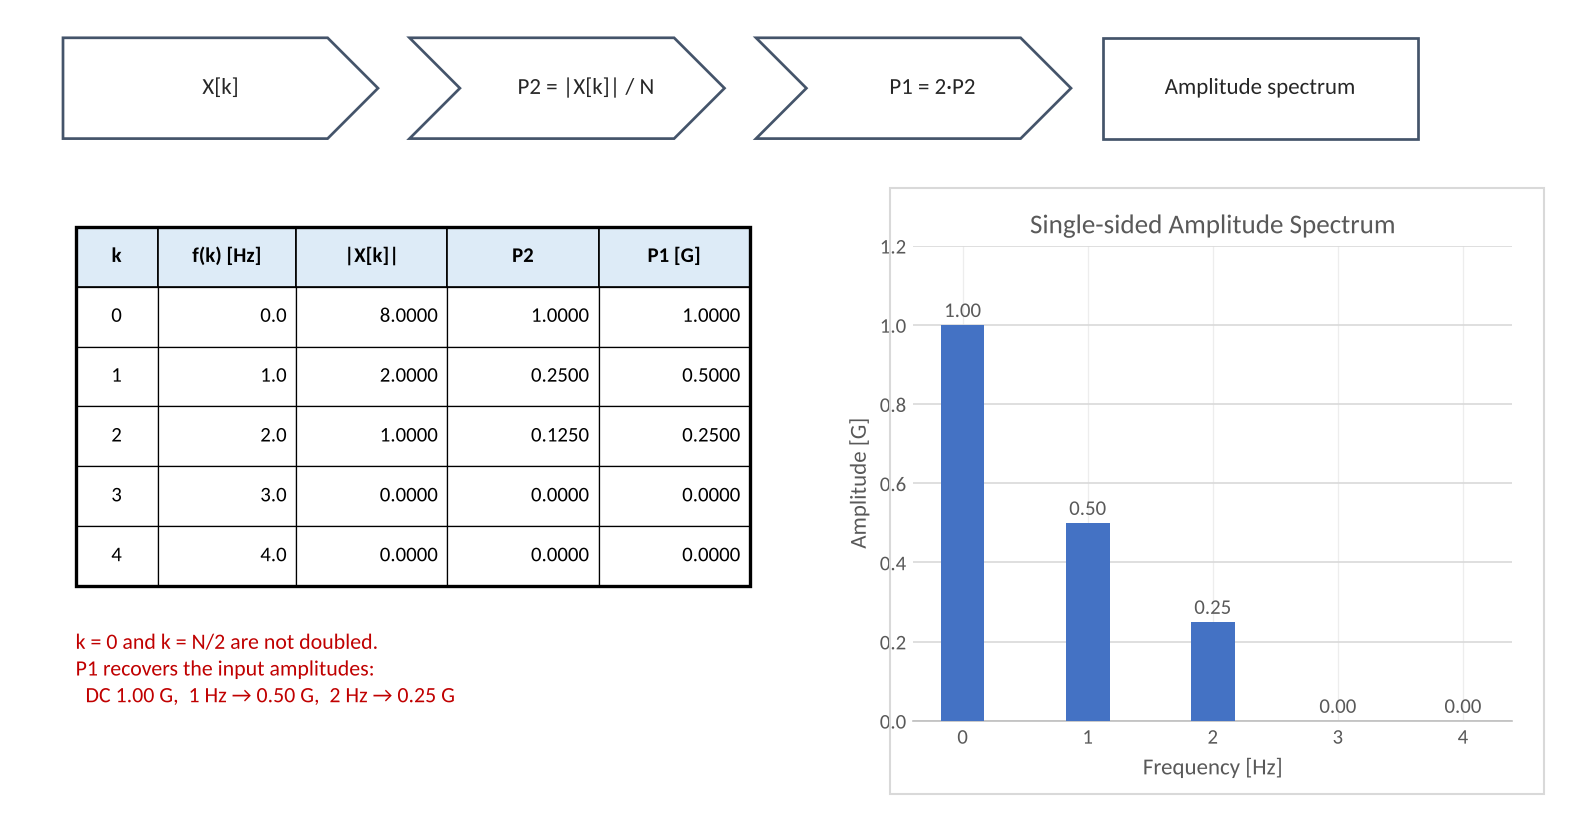 X[k]
P2 = |X[k]| / N
P1 = 2·P2
Amplitude spectrum
k f(k) [Hz] |X[k]| P2 P1 [G]
0 0.0 8.0000 1.0000 1.0000
1 1.0 2.0000 0.2500 0.5000
2 2.0 1.0000 0.1250 0.2500
3 3.0 0.0000 0.0000 0.0000
4 4.0 0.0000 0.0000 0.0000
k = 0 and k = N/2 are not doubled.
P1 recovers the input amplitudes:
DC 1.00 G, 1 Hz → 0.50 G, 2 Hz → 0.25 G
Single-sided Amplitude Spectrum
1.2
1.0
0.8
0.6
0.4
0.2
0.0
Amplitude [G]
1.00
0.50
0.25
0.00
0.00
0 1 2 3 4
Frequency [Hz]